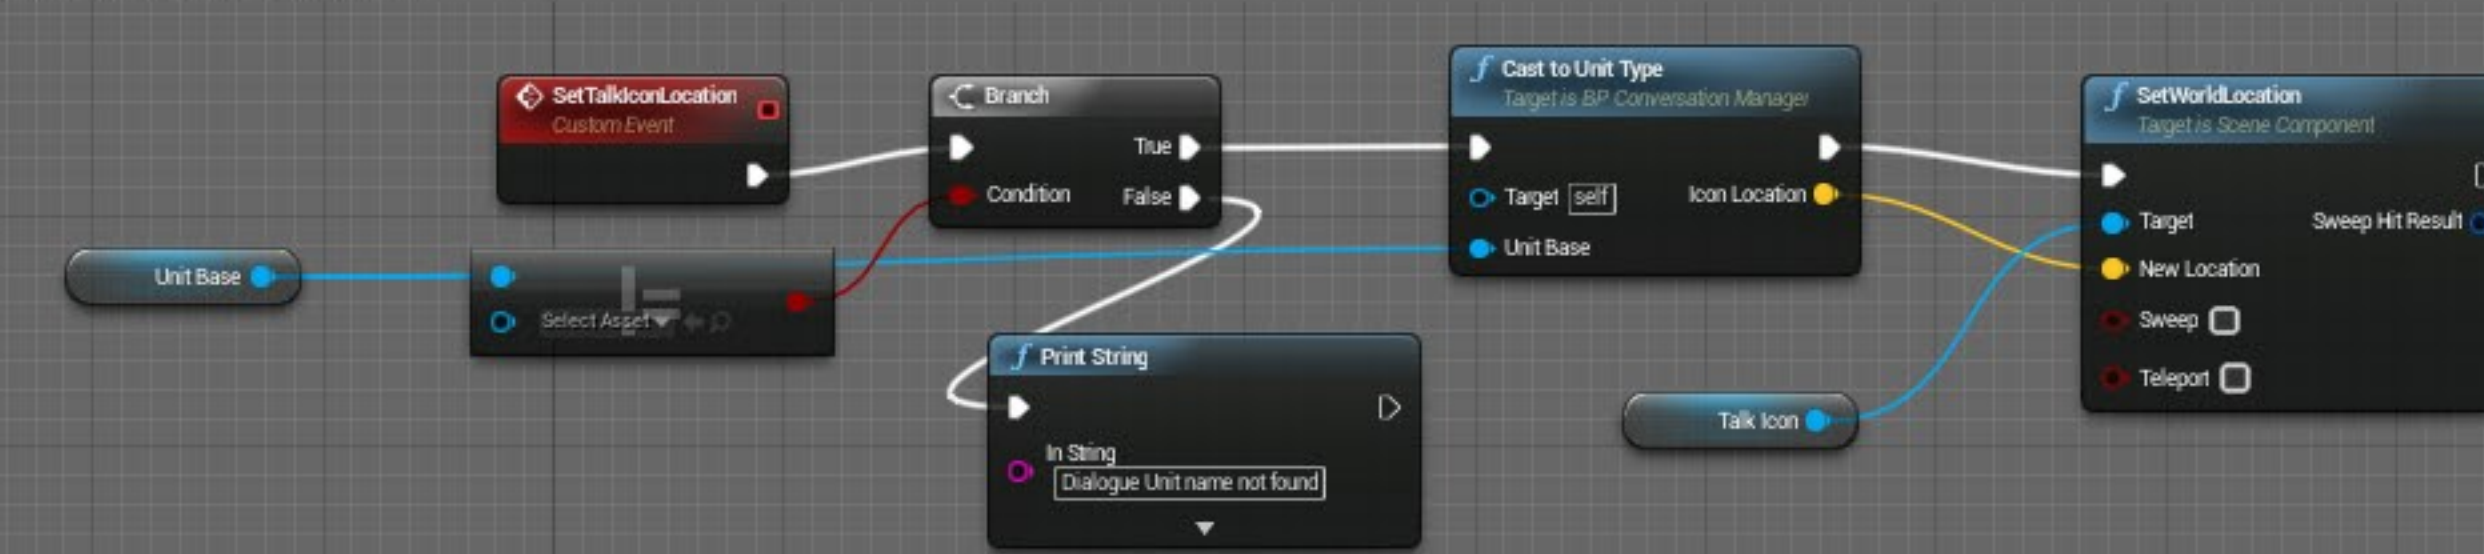 SetTalkIconLocation
Custom Event
Branch
True
Condition
False
Unit Base
!=
Select Asset
Print String
In String
Dialogue Unit name not found
Cast to Unit Type
Target is BP Conversation Manager
Target self
Icon Location
Unit Base
Talk Icon
SetWorldLocation
Target is Scene Component
Target
Sweep Hit Result
New Location
Sweep
Teleport